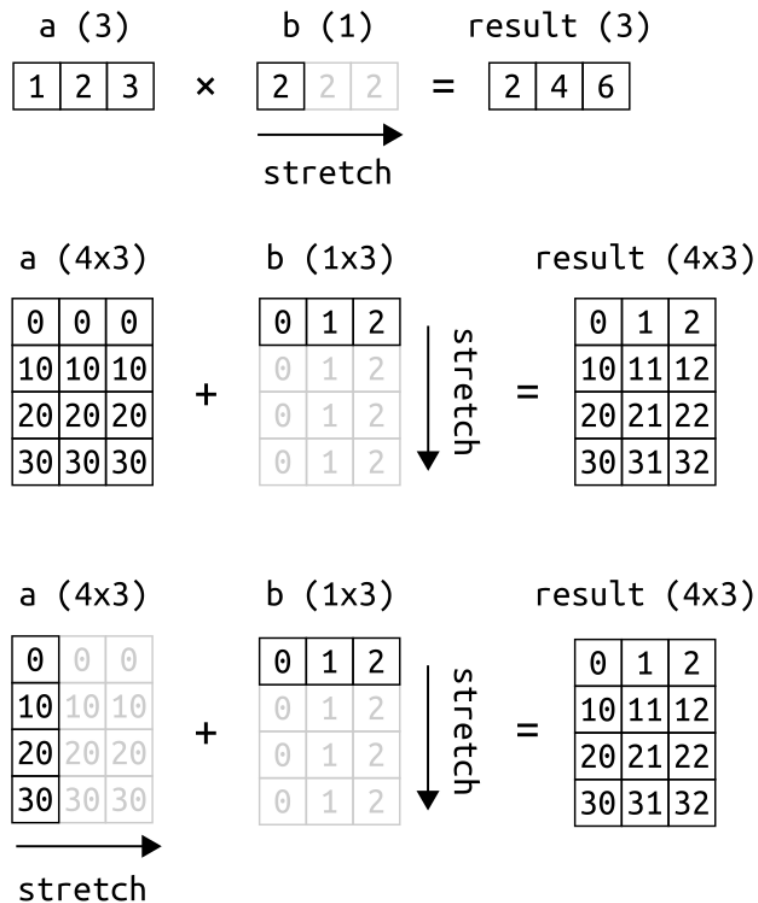 a (3) b (1) result (3)
1 2 3 × 2 2 2 = 2 4 6
stretch
a (4x3) b (1x3) result (4x3)
0 0 0 0 1 2 0 1 2
10 10 10 0 1 2 10 11 12
+ stretch =
20 20 20 0 1 2 20 21 22
30 30 30 0 1 2 30 31 32
a (4x3) b (1x3) result (4x3)
0 0 0 0 1 2 0 1 2
10 10 10 0 1 2 10 11 12
+ stretch =
20 20 20 0 1 2 20 21 22
30 30 30 0 1 2 30 31 32
stretch